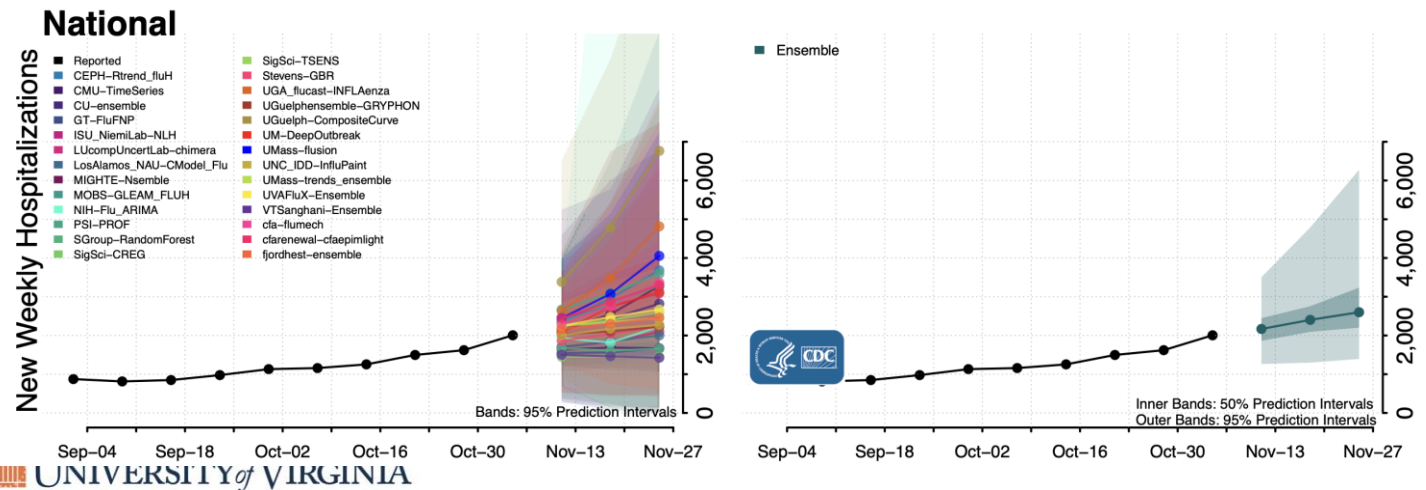 National
New Weekly Hospitalizations
Reported
CEPH-Rtrend_fluH
CMU-TimeSeries
CU-ensemble
GT-FluFNP
ISU_NiemiLab-NLH
LUcompUncertLab-chimera
LosAlamos_NAU-CModel_Flu
MIGHTE-Nsemble
MOBS-GLEAM_FLUH
NIH-Flu_ARIMA
PSI-PROF
SGroup-RandomForest
SigSci-CREG
SigSci-TSENS
Stevens-GBR
UGA_flucast-INFLAenza
UGuelphensemble-GRYPHON
UGuelph-CompositeCurve
UM-DeepOutbreak
UMass-flusion
UNC_IDD-InfluPaint
UMass-trends_ensemble
UVAFluX-Ensemble
VTSanghani-Ensemble
cfa-flumech
cfarenewal-cfaepimlight
fjordhest-ensemble
6,000
4,000
2,000
0
Bands: 95% Prediction Intervals
Sep-04 Sep-18 Oct-02 Oct-16 Oct-30 Nov-13 Nov-27
Ensemble
CDC
6,000
4,000
2,000
0
Inner Bands: 50% Prediction Intervals
Outer Bands: 95% Prediction Intervals
Sep-04 Sep-18 Oct-02 Oct-16 Oct-30 Nov-13 Nov-27
UNIVERSITY of VIRGINIA